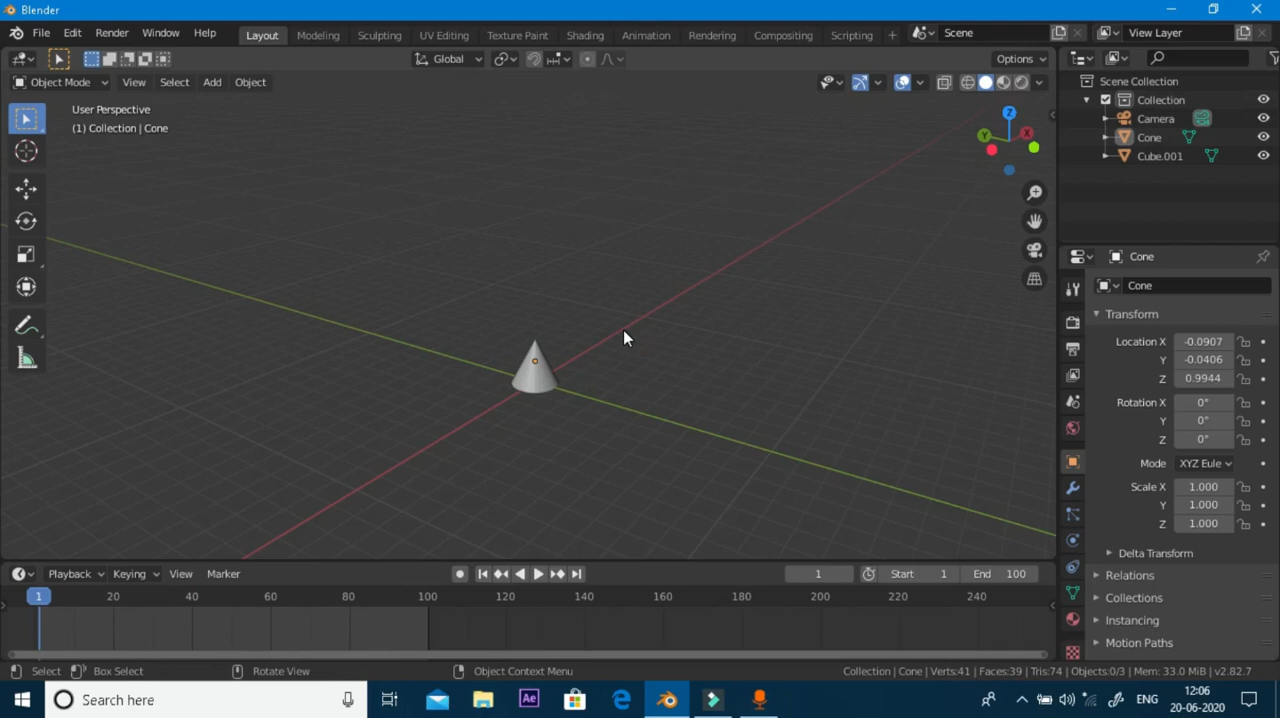 Blender
File Edit Render Window Help Layout Modeling Sculpting UV Editing Texture Paint Shading Animation Rendering Compositing Scripting + Scene View Layer
Global Options
Object Mode View Select Add Object
User Perspective
(1) Collection | Cone
Z
Y
X
Scene Collection
Collection
Camera
Cone
Cube.001
Cone
Cone
Transform
Location X -0.0907
Y -0.0406
Z 0.9944
Rotation X 0°
Y 0°
Z 0°
Mode XYZ Eule
Scale X 1.000
Y 1.000
Z 1.000
Delta Transform
Relations
Collections
Instancing
Motion Paths
Playback Keying View Marker 1 Start 1 End 100
1 20 40 60 80 100 120 140 160 180 200 220 240
Select Box Select Rotate View Object Context Menu Collection | Cone | Verts:41 | Faces:39 | Tris:74 | Objects:0/3 | Mem: 33.0 MiB | v2.82.7
Search here Ae ENG 12:06
20-06-2020